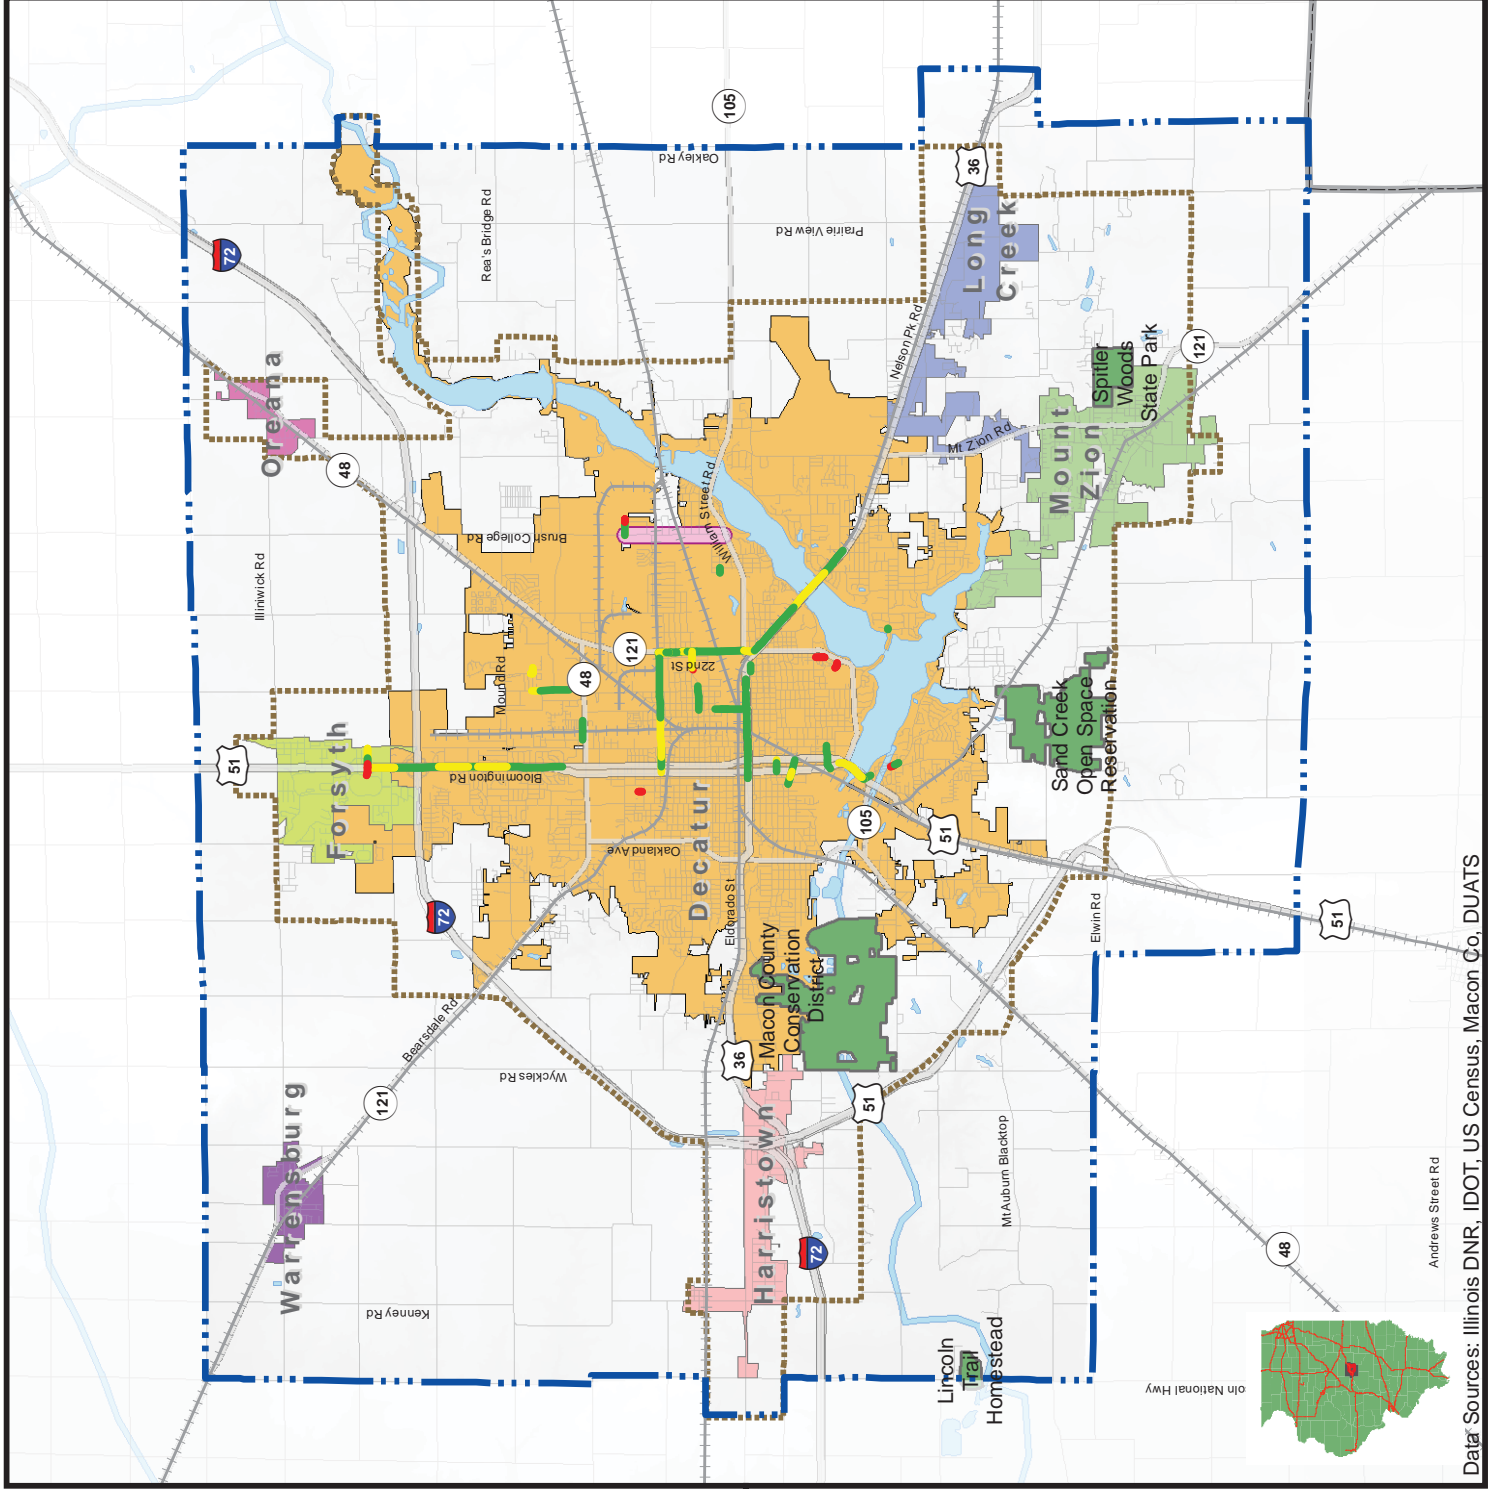 72
Oreana
48
Illiniwick Rd
51
Forsyth
Warrensburg
121
Bearsdale Rd
Kenney Rd
72
Rea's Bridge Rd
Brush College Rd
Mound Rd
48
Bloomington Rd
Wyckles Rd
Oakley Rd
105
Prairie View Rd
William Street Rd
121
22nd St
Oakland Ave
Decatur
Eldorado St
36
Nelson Pk Rd
Long
Creek
Mt Zion Rd
Mount
Zion
Spitler
Woods
State Park
121
Sand Creek
Open Space
Reservation
105
51
Macon County
Conservation
District
36
Harristown
51
72
Elwin Rd
51
Mt Auburn Blacktop
Lincoln
Trail
Homestead
48
Andrews Street Rd
oln National Hwy
Data Sources: Illinois DNR, IDOT, US Census, Macon Co, DUATS